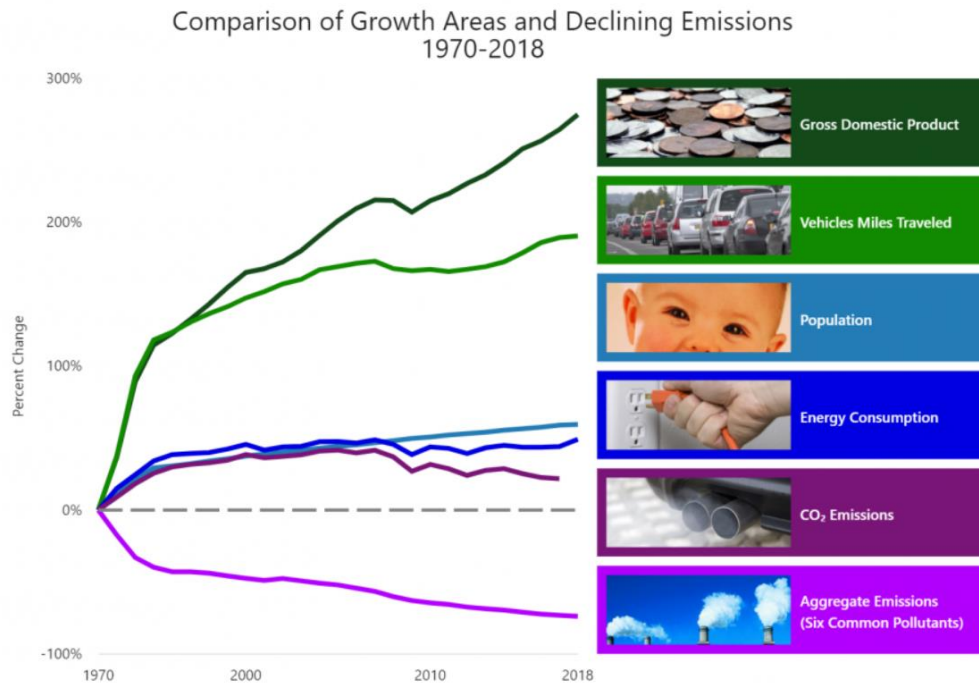 Comparison of Growth Areas and Declining Emissions
1970-2018
300%
200%
100%
0%
-100%
Percent Change
1970
2000
2010
2018
Gross Domestic Product
Vehicles Miles Traveled
Population
Energy Consumption
CO₂ Emissions
Aggregate Emissions
(Six Common Pollutants)